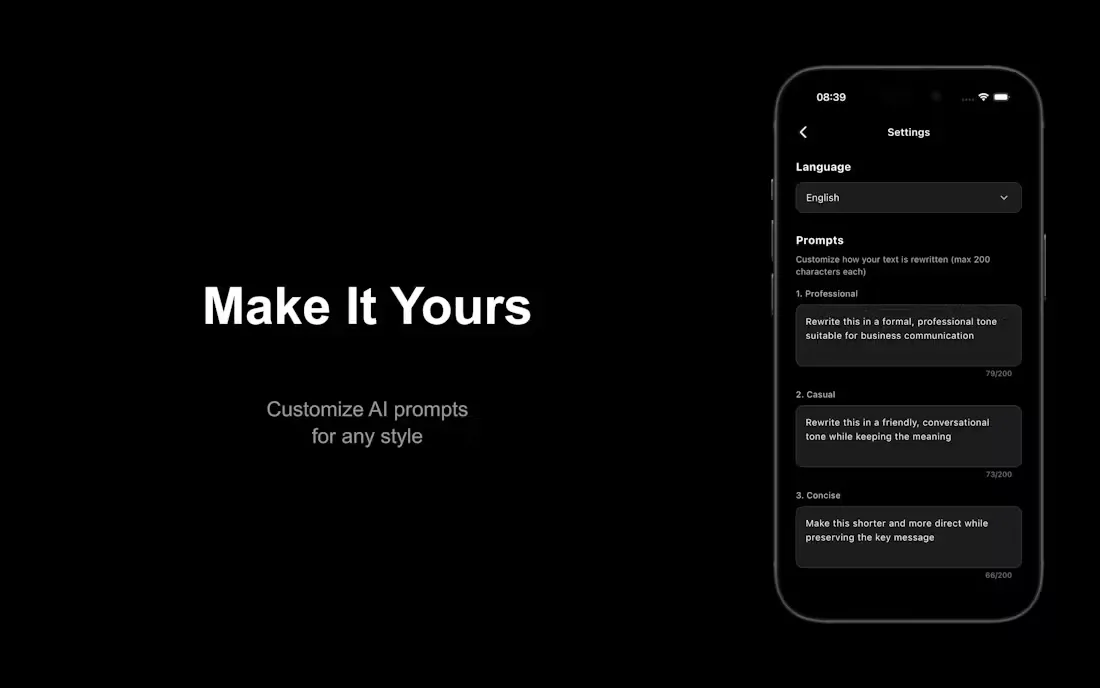 Make It Yours
Customize AI prompts
for any style
08:39
Settings
Language
English
Prompts
Customize how your text is rewritten (max 200
characters each)
1. Professional
Rewrite this in a formal, professional tone
suitable for business communication
79/200
2. Casual
Rewrite this in a friendly, conversational
tone while keeping the meaning
73/200
3. Concise
Make this shorter and more direct while
preserving the key message
66/200